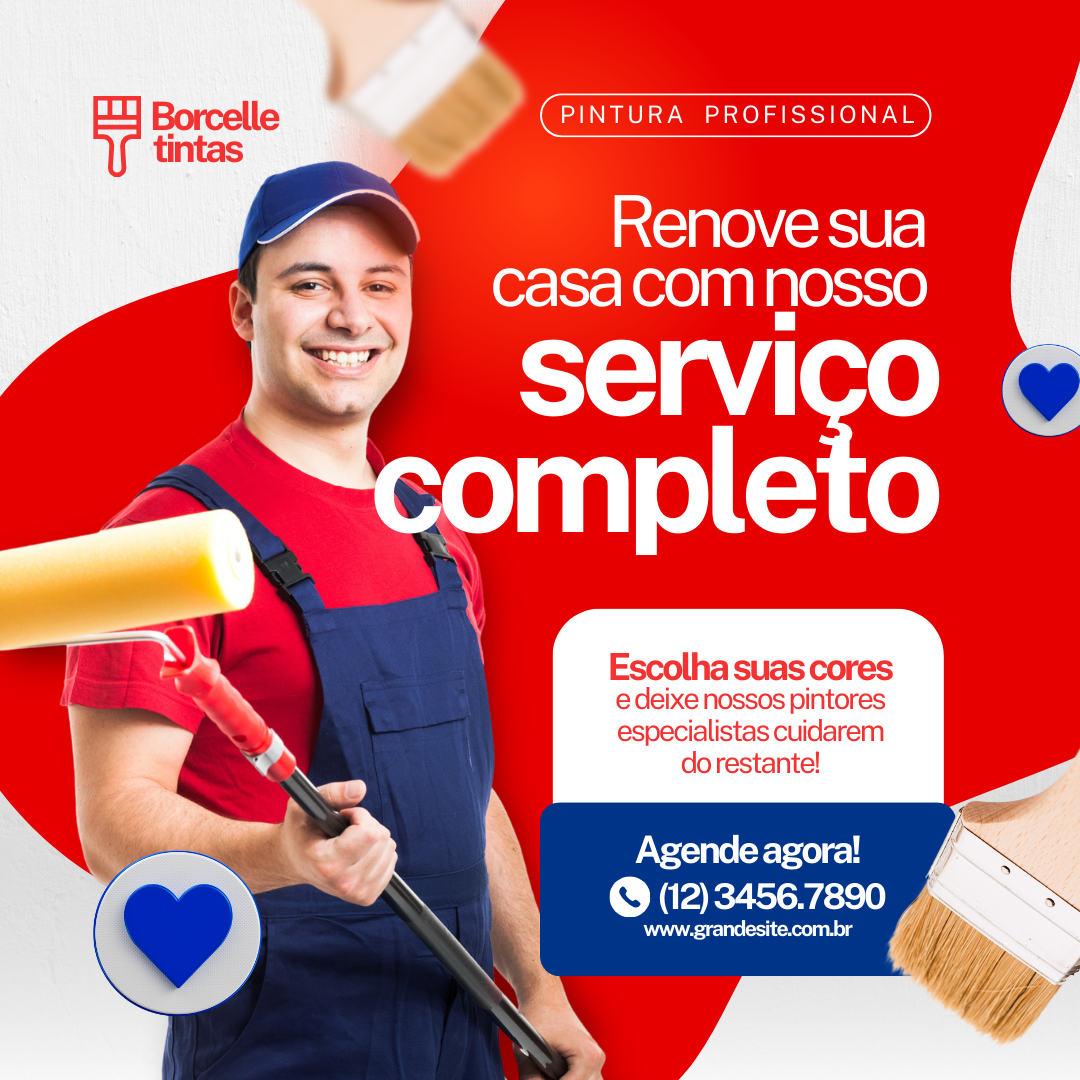 Borcelle
tintas
PINTURA PROFISSIONAL
Renove sua
casa com nosso
serviço
completo
Escolha suas cores
e deixe nossos pintores
especialistas cuidarem
do restante!
Agende agora!
(12) 3456.7890
www.grandesite.com.br